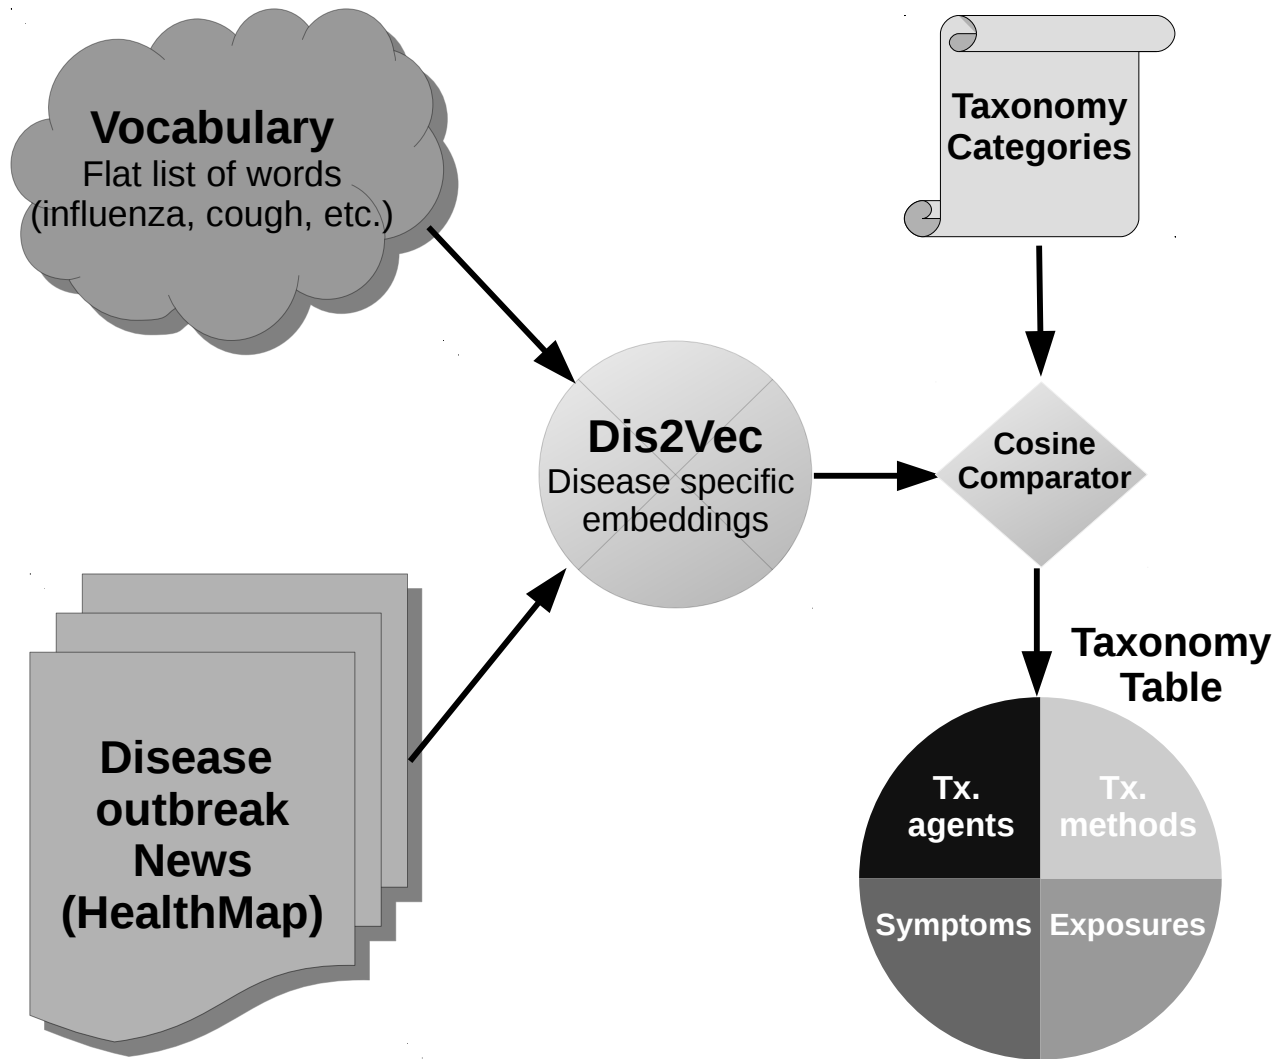 Vocabulary
Flat list of words
(influenza, cough, etc.)
Taxonomy
Categories
Dis2Vec
Disease specific
embeddings
Cosine
Comparator
Disease
outbreak
News
(HealthMap)
Taxonomy
Table
Tx.
agents
Tx.
methods
Symptoms
Exposures